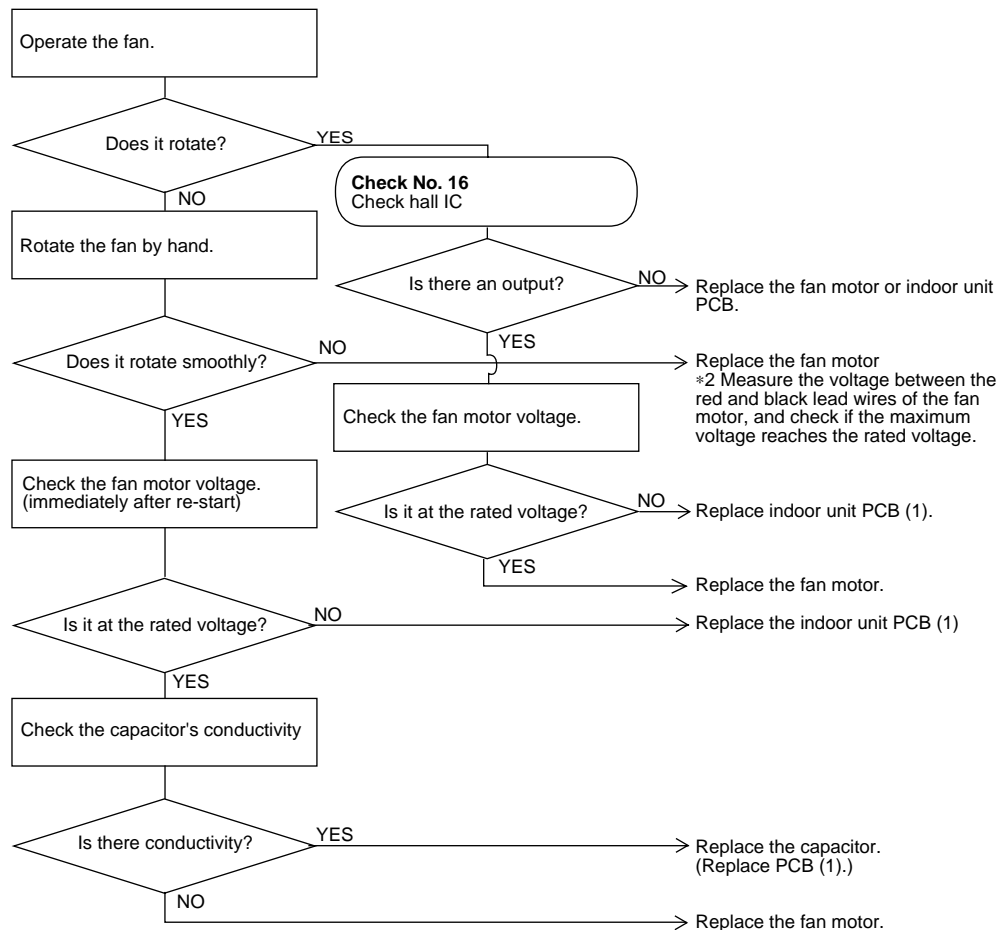 Operate the fan.
Does it rotate?
YES
NO
Check No. 16
Check hall IC
Rotate the fan by hand.
Is there an output?
NO
Replace the fan motor or indoor unit
PCB.
YES
Does it rotate smoothly?
NO
Replace the fan motor
*2 Measure the voltage between the
red and black lead wires of the fan
motor, and check if the maximum
voltage reaches the rated voltage.
YES
Check the fan motor voltage.
Check the fan motor voltage.
(immediately after re-start)
Is it at the rated voltage?
NO
Replace indoor unit PCB (1).
YES
Replace the fan motor.
Is it at the rated voltage?
NO
Replace the indoor unit PCB (1)
YES
Check the capacitor's conductivity
Is there conductivity?
YES
Replace the capacitor.
(Replace PCB (1).)
NO
Replace the fan motor.